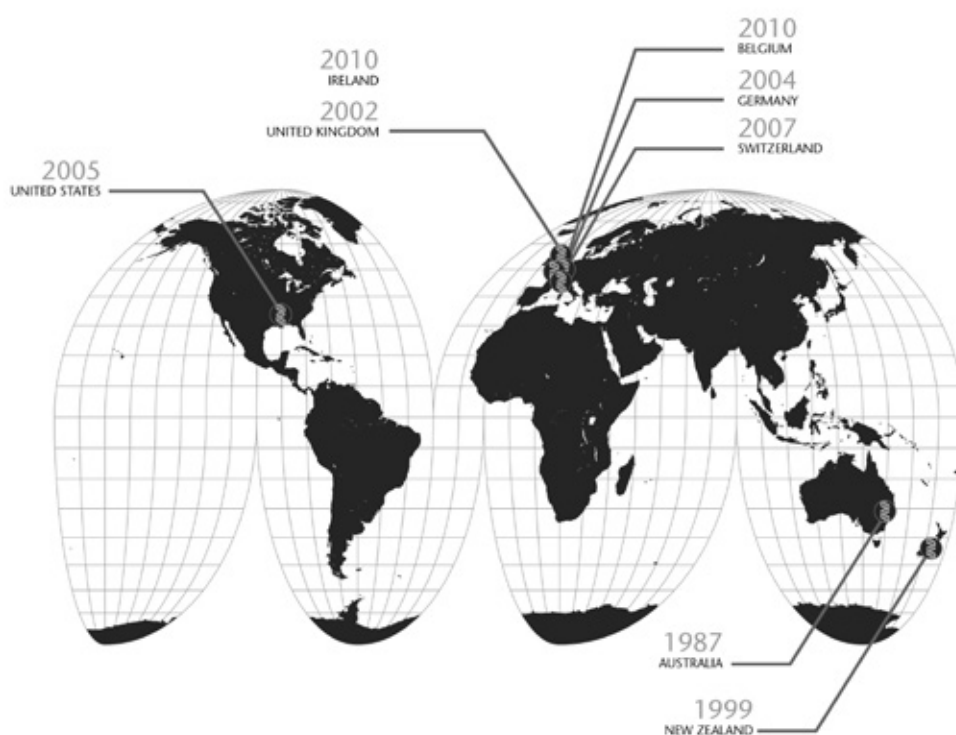 2010
BELGIUM
2010
IRELAND
2004
GERMANY
2002
UNITED KINGDOM
2007
SWITZERLAND
2005
UNITED STATES
1987
AUSTRALIA
1999
NEW ZEALAND